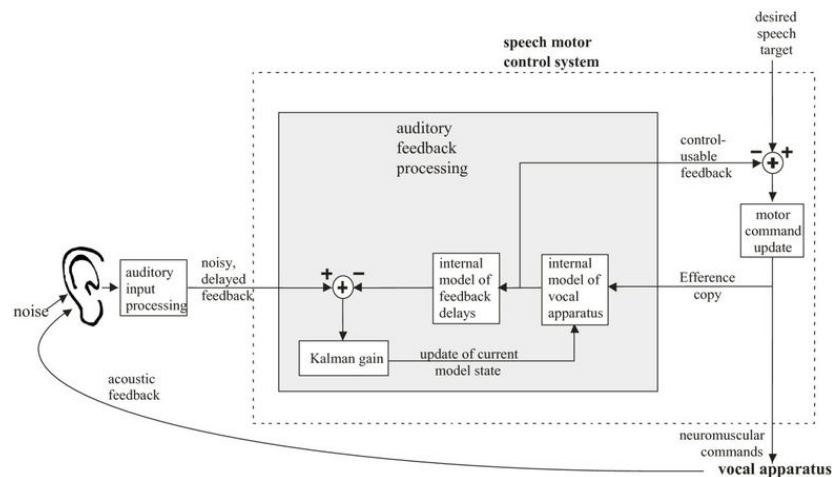 desired
speech
target
speech motor
control system
auditory
feedback
processing
control-
usable
feedback
− +
+
motor
command
update
auditory
input
processing
noisy,
delayed
feedback
+ −
+
internal
model of
feedback
delays
internal
model of
vocal
apparatus
Efference
copy
noise
Kalman gain
update of current
model state
acoustic
feedback
neuromuscular
commands
vocal apparatus